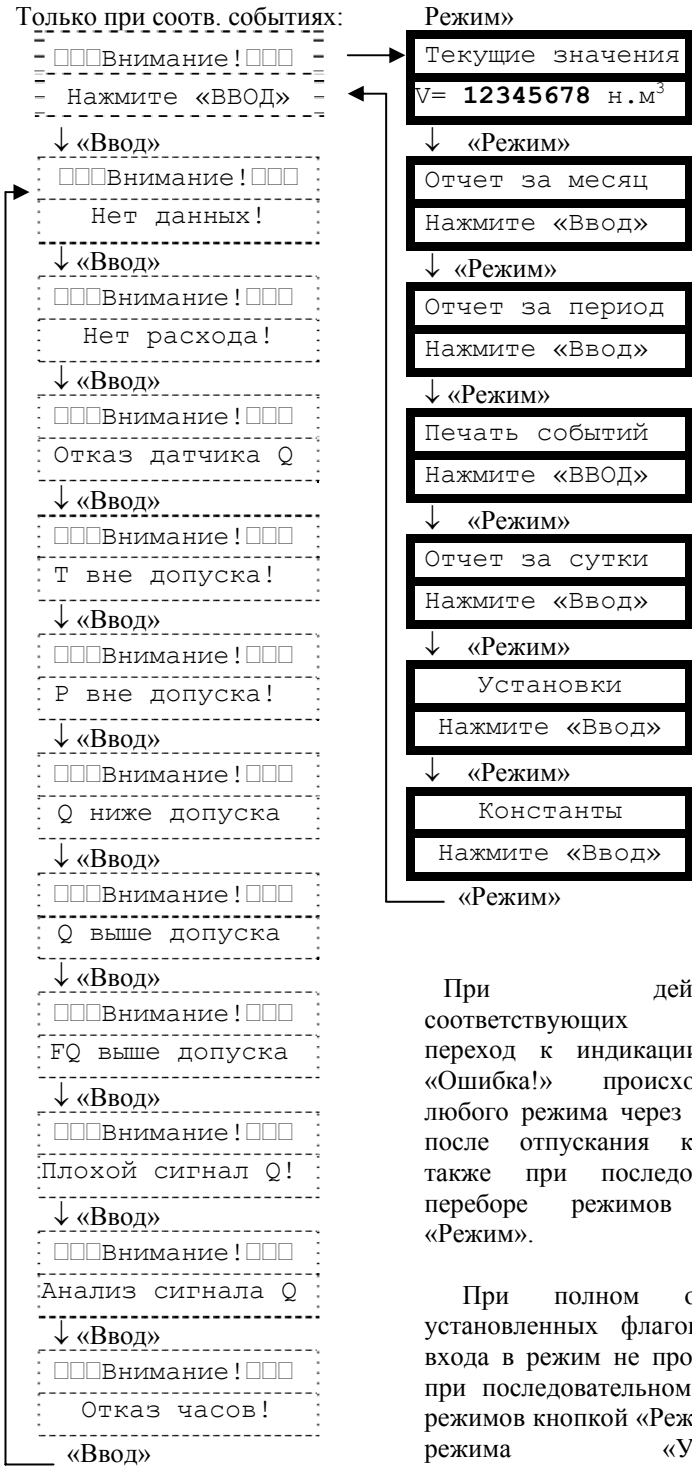 Только при соотв. событиях:
□□□Внимание!□□□
Нажмите «ВВОД»
↓ «Ввод»
□□□Внимание!□□□
Нет данных!
↓ «Ввод»
□□□Внимание!□□□
Нет расхода!
↓ «Ввод»
□□□Внимание!□□□
Отказ датчика Q
↓ «Ввод»
□□□Внимание!□□□
Т вне допуска!
↓ «Ввод»
□□□Внимание!□□□
Р вне допуска!
↓ «Ввод»
□□□Внимание!□□□
Q ниже допуска
↓ «Ввод»
□□□Внимание!□□□
Q выше допуска
↓ «Ввод»
□□□Внимание!□□□
FQ выше допуска
↓ «Ввод»
□□□Внимание!□□□
Плохой сигнал Q!
↓ «Ввод»
□□□Внимание!□□□
Анализ сигнала Q
↓ «Ввод»
□□□Внимание!□□□
Отказ часов!
«Ввод»
Режим»
Текущие значения
V= 12345678 н.м³
↓ «Режим»
Отчет за месяц
Нажмите «Ввод»
↓ «Режим»
Отчет за период
Нажмите «Ввод»
↓ «Режим»
Печать событий
Нажмите «ВВОД»
↓ «Режим»
Отчет за сутки
Нажмите «Ввод»
↓ «Режим»
Установки
Нажмите «Ввод»
↓ «Режим»
Константы
Нажмите «Ввод»
«Режим»
При дей
соответствующих
переход к индикации
«Ошибка!» происхо
любого режима через
после отпускания к
также при последо
переборе режимов
«Режим».
При полном о
установленных флаго
входа в режим не про
при последовательном
режимов кнопкой «Реж
режима «У